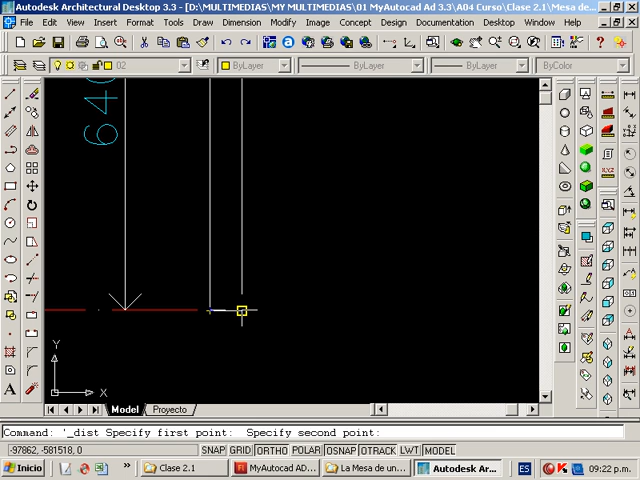 Autodesk Architectural Desktop 3.3 - [D:\MULTIMEDIAS\MY MULTIMEDIAS\01 MyAutocad Ad 3.3\A04 Curso\Clase 2.1\Mesa de...
File Edit View Insert Format Tools Draw Dimension Modify Image Concept Design Documentation Desktop Window Help
02 ByLayer ByLayer ByLayer ByColor
640
Y
X
Model Proyecto
Command: '_dist Specify first point: Specify second point:
-97862, -581518, 0 SNAP GRID ORTHO POLAR OSNAP OTRACK LWT MODEL
Inicio Clase 2.1 MyAutocad AD... La Mesa de un... Autodesk Ar... ES 09:22 p.m.